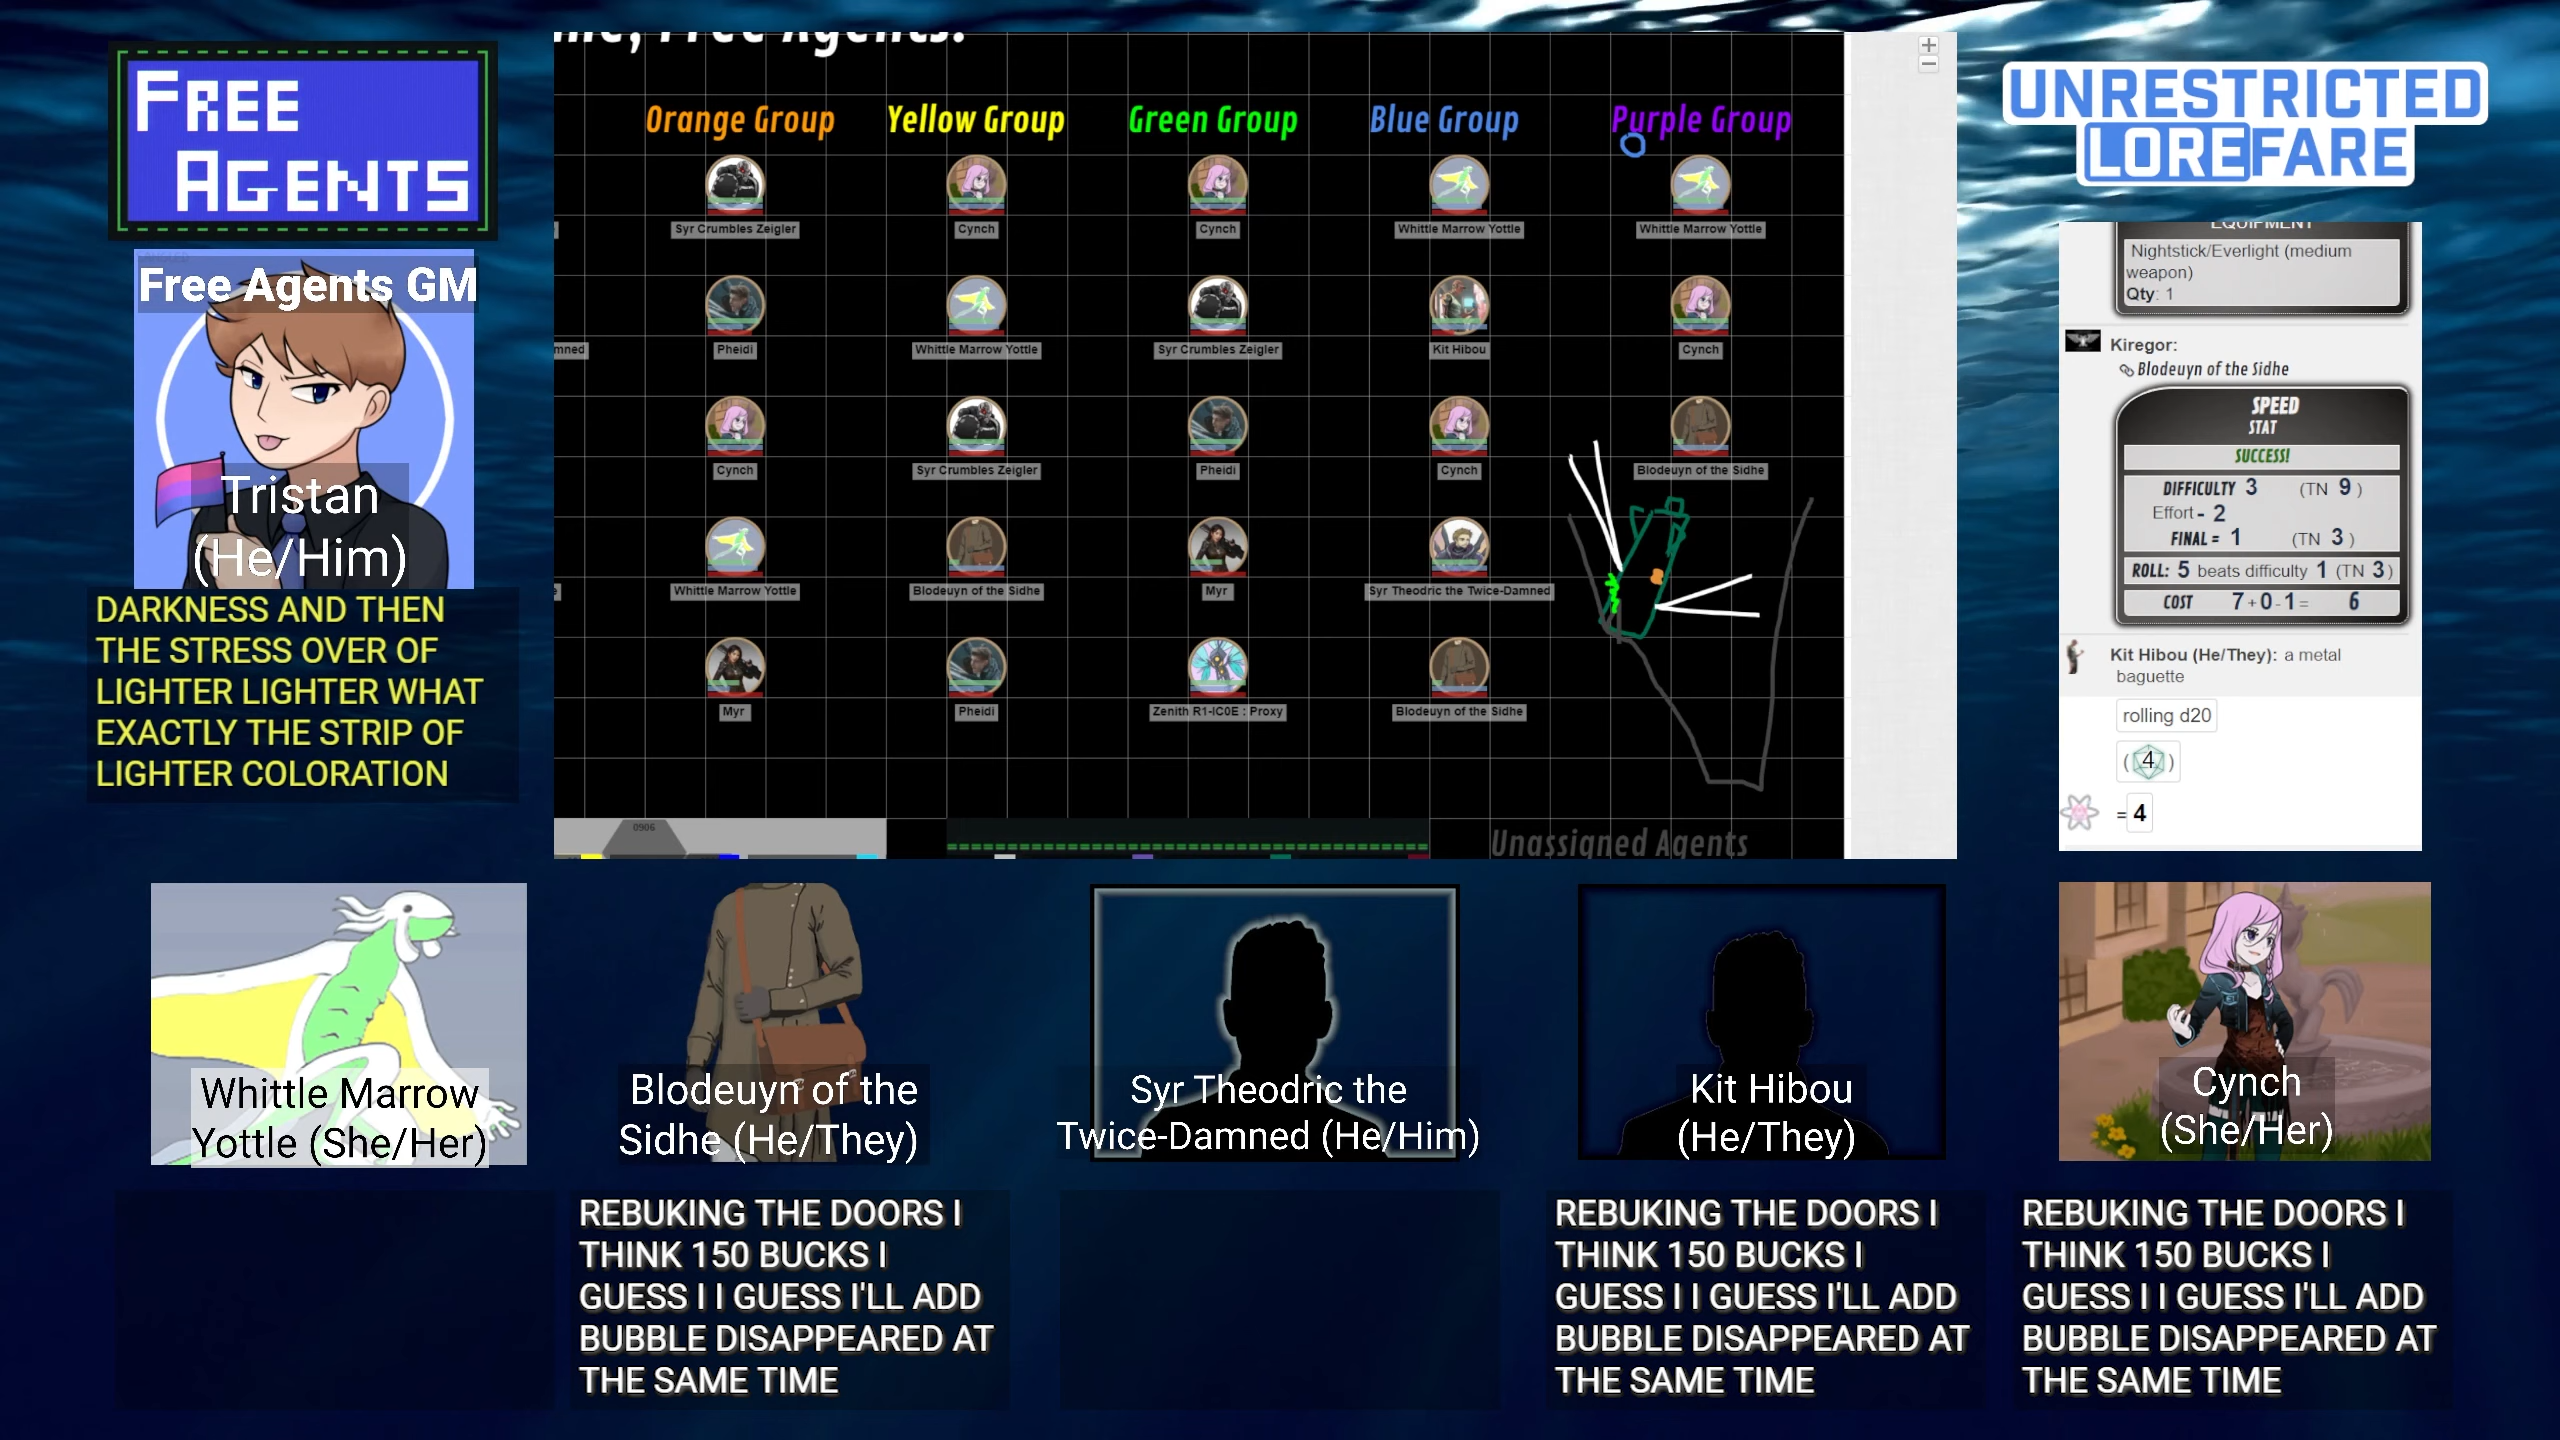 FREE
AGENTS
Free Agents GM
Tristan
(He/Him)
DARKNESS AND THEN
THE STRESS OVER OF
LIGHTER LIGHTER WHAT
EXACTLY THE STRIP OF
LIGHTER COLORATION
me, Free Agents!
Orange Group
Yellow Group
Green Group
Blue Group
Purple Group
Syr Crumbles Zeigler
Cynch
Cynch
Whittle Marrow Yottle
Whittle Marrow Yottle
mned
Pheidi
Whittle Marrow Yottle
Syr Crumbles Zeigler
Kit Hibou
Cynch
Cynch
Syr Crumbles Zeigler
Pheidi
Cynch
Blodeuyn of the Sidhe
Whittle Marrow Yottle
Blodeuyn of the Sidhe
Myr
Syr Theodric the Twice-Damned
Myr
Pheidi
Zenith R1-IC0E : Proxy
Blodeuyn of the Sidhe
0906
Unassigned Agents
UNRESTRICTED
LOREFARE
EQUIPMENT
Nightstick/Everlight (medium
weapon)
Qty: 1
Kiregor:
Blodeuyn of the Sidhe
SPEED
STAT
SUCCESS!
DIFFICULTY 3 (TN 9 )
Effort - 2
FINAL = 1 (TN 3 )
ROLL: 5 beats difficulty 1 (TN 3 )
COST 7+0-1= 6
Kit Hibou (He/They): a metal
baguette
rolling d20
( 4 )
= 4
Whittle Marrow
Yottle (She/Her)
Blodeuyn of the
Sidhe (He/They)
Syr Theodric the
Twice-Damned (He/Him)
Kit Hibou
(He/They)
Cynch
(She/Her)
REBUKING THE DOORS I
THINK 150 BUCKS I
GUESS I I GUESS I'LL ADD
BUBBLE DISAPPEARED AT
THE SAME TIME
REBUKING THE DOORS I
THINK 150 BUCKS I
GUESS I I GUESS I'LL ADD
BUBBLE DISAPPEARED AT
THE SAME TIME
REBUKING THE DOORS I
THINK 150 BUCKS I
GUESS I I GUESS I'LL ADD
BUBBLE DISAPPEARED AT
THE SAME TIME